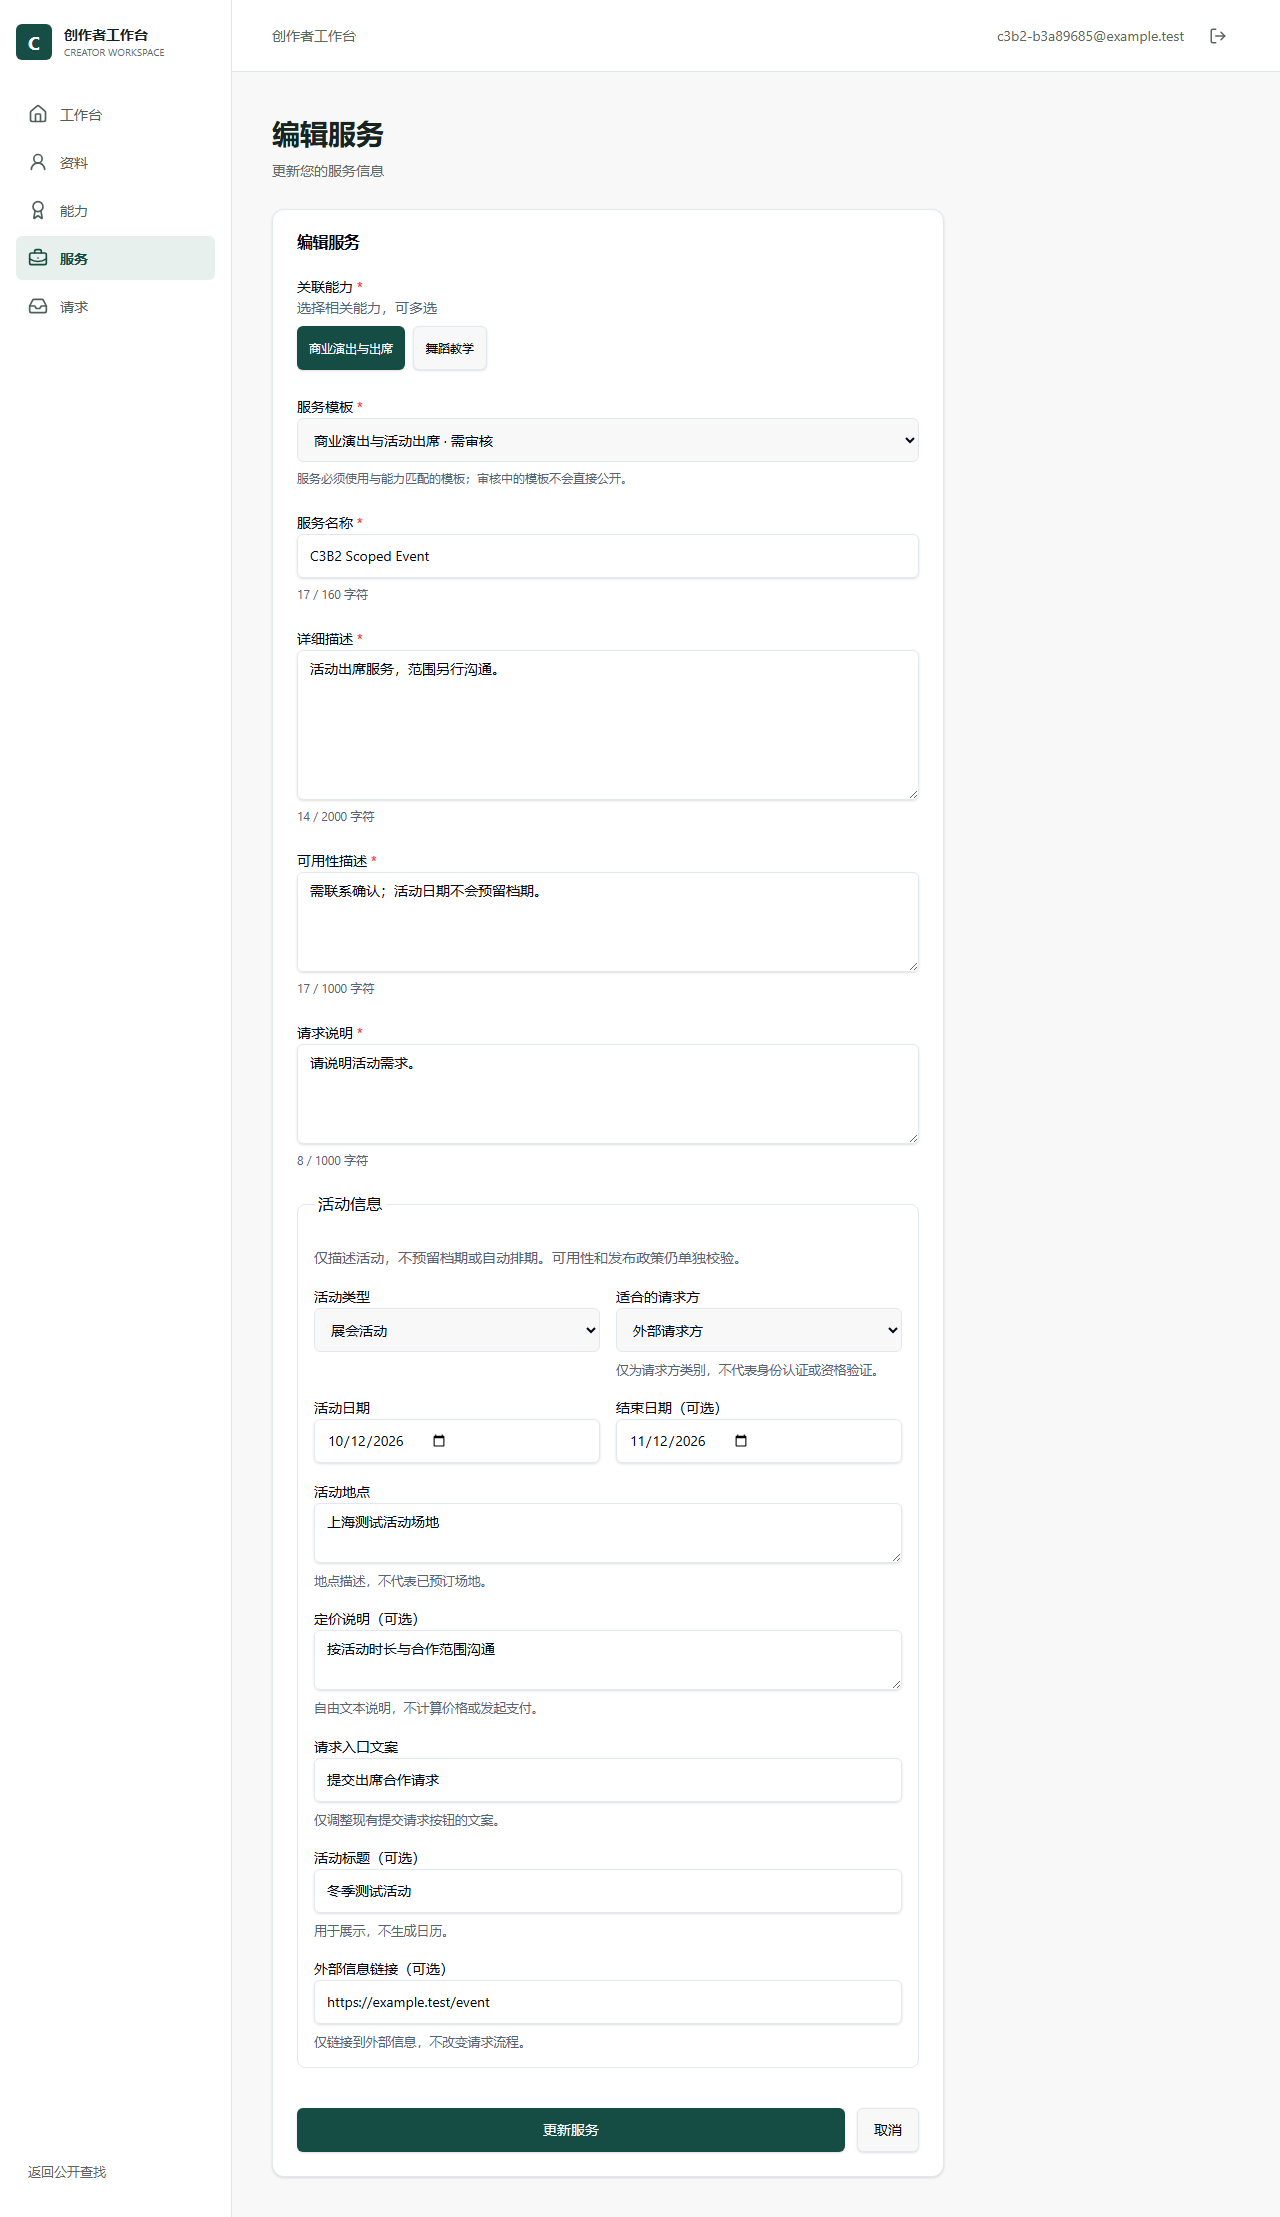 C
创作者工作台
CREATOR WORKSPACE
工作台
资料
能力
服务
请求
返回公开查找
创作者工作台
c3b2-b3a89685@example.test
编辑服务
更新您的服务信息
编辑服务
关联能力 *
选择相关能力，可多选
商业演出与出席
舞蹈教学
服务模板 *
商业演出与活动出席 · 需审核
服务必须使用与能力匹配的模板；审核中的模板不会直接公开。
服务名称 *
C3B2 Scoped Event
17 / 160 字符
详细描述 *
活动出席服务，范围另行沟通。
14 / 2000 字符
可用性描述 *
需联系确认；活动日期不会预留档期。
17 / 1000 字符
请求说明 *
请说明活动需求。
8 / 1000 字符
活动信息
仅描述活动，不预留档期或自动排期。可用性和发布政策仍单独校验。
活动类型
展会活动
适合的请求方
外部请求方
仅为请求方类别，不代表身份认证或资格验证。
活动日期
10/12/2026
结束日期（可选）
11/12/2026
活动地点
上海测试活动场地
地点描述，不代表已预订场地。
定价说明（可选）
按活动时长与合作范围沟通
自由文本说明，不计算价格或发起支付。
请求入口文案
提交出席合作请求
仅调整现有提交请求按钮的文案。
活动标题（可选）
冬季测试活动
用于展示，不生成日历。
外部信息链接（可选）
https://example.test/event
仅链接到外部信息，不改变请求流程。
更新服务
取消